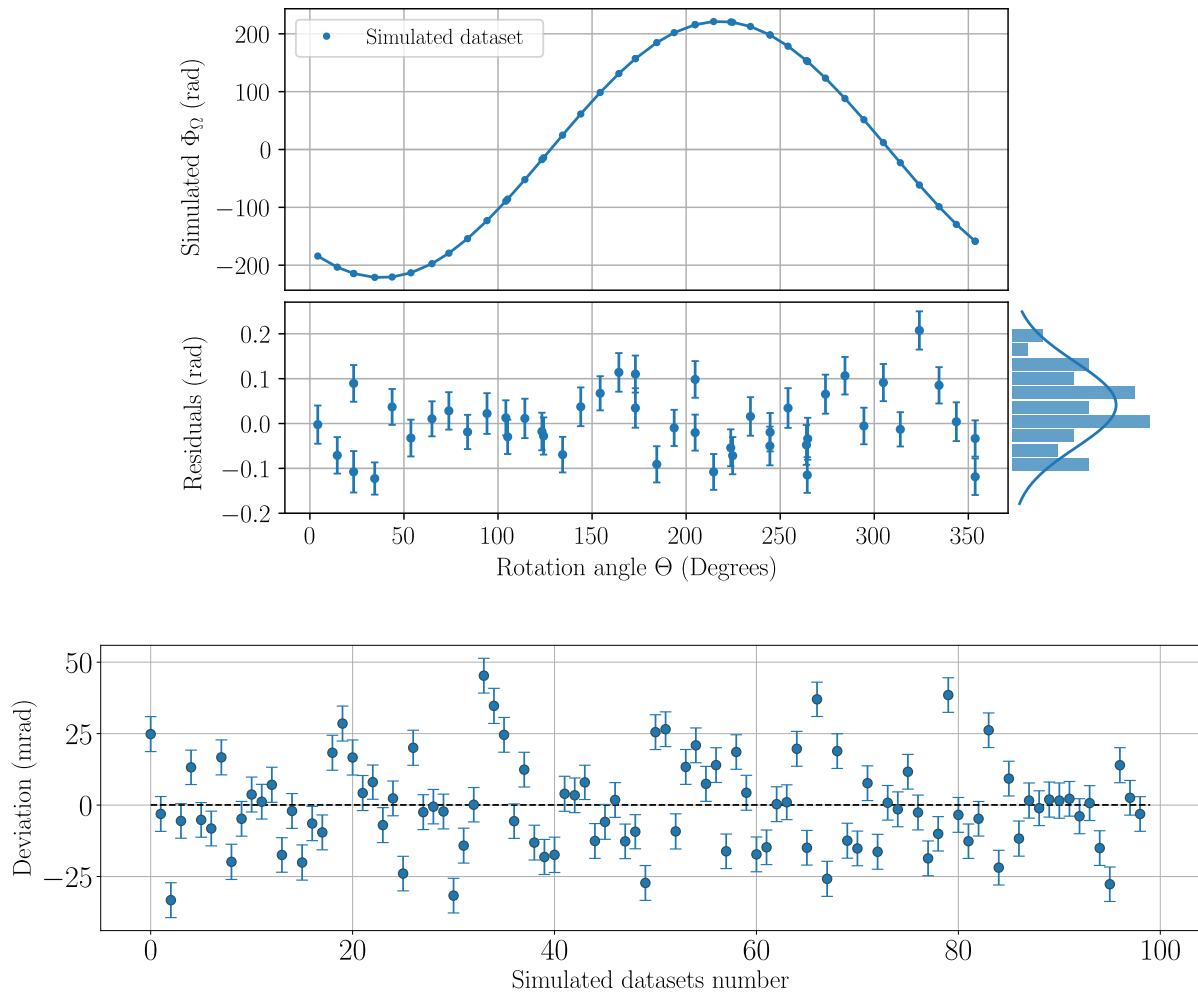 Simulated dataset
Simulated Φ_Ω (rad)
200
100
0
−100
−200
Residuals (rad)
0.2
0.1
0.0
−0.1
−0.2
0 50 100 150 200 250 300 350
Rotation angle Θ (Degrees)
Deviation (mrad)
50
25
0
−25
0 20 40 60 80 100
Simulated datasets number